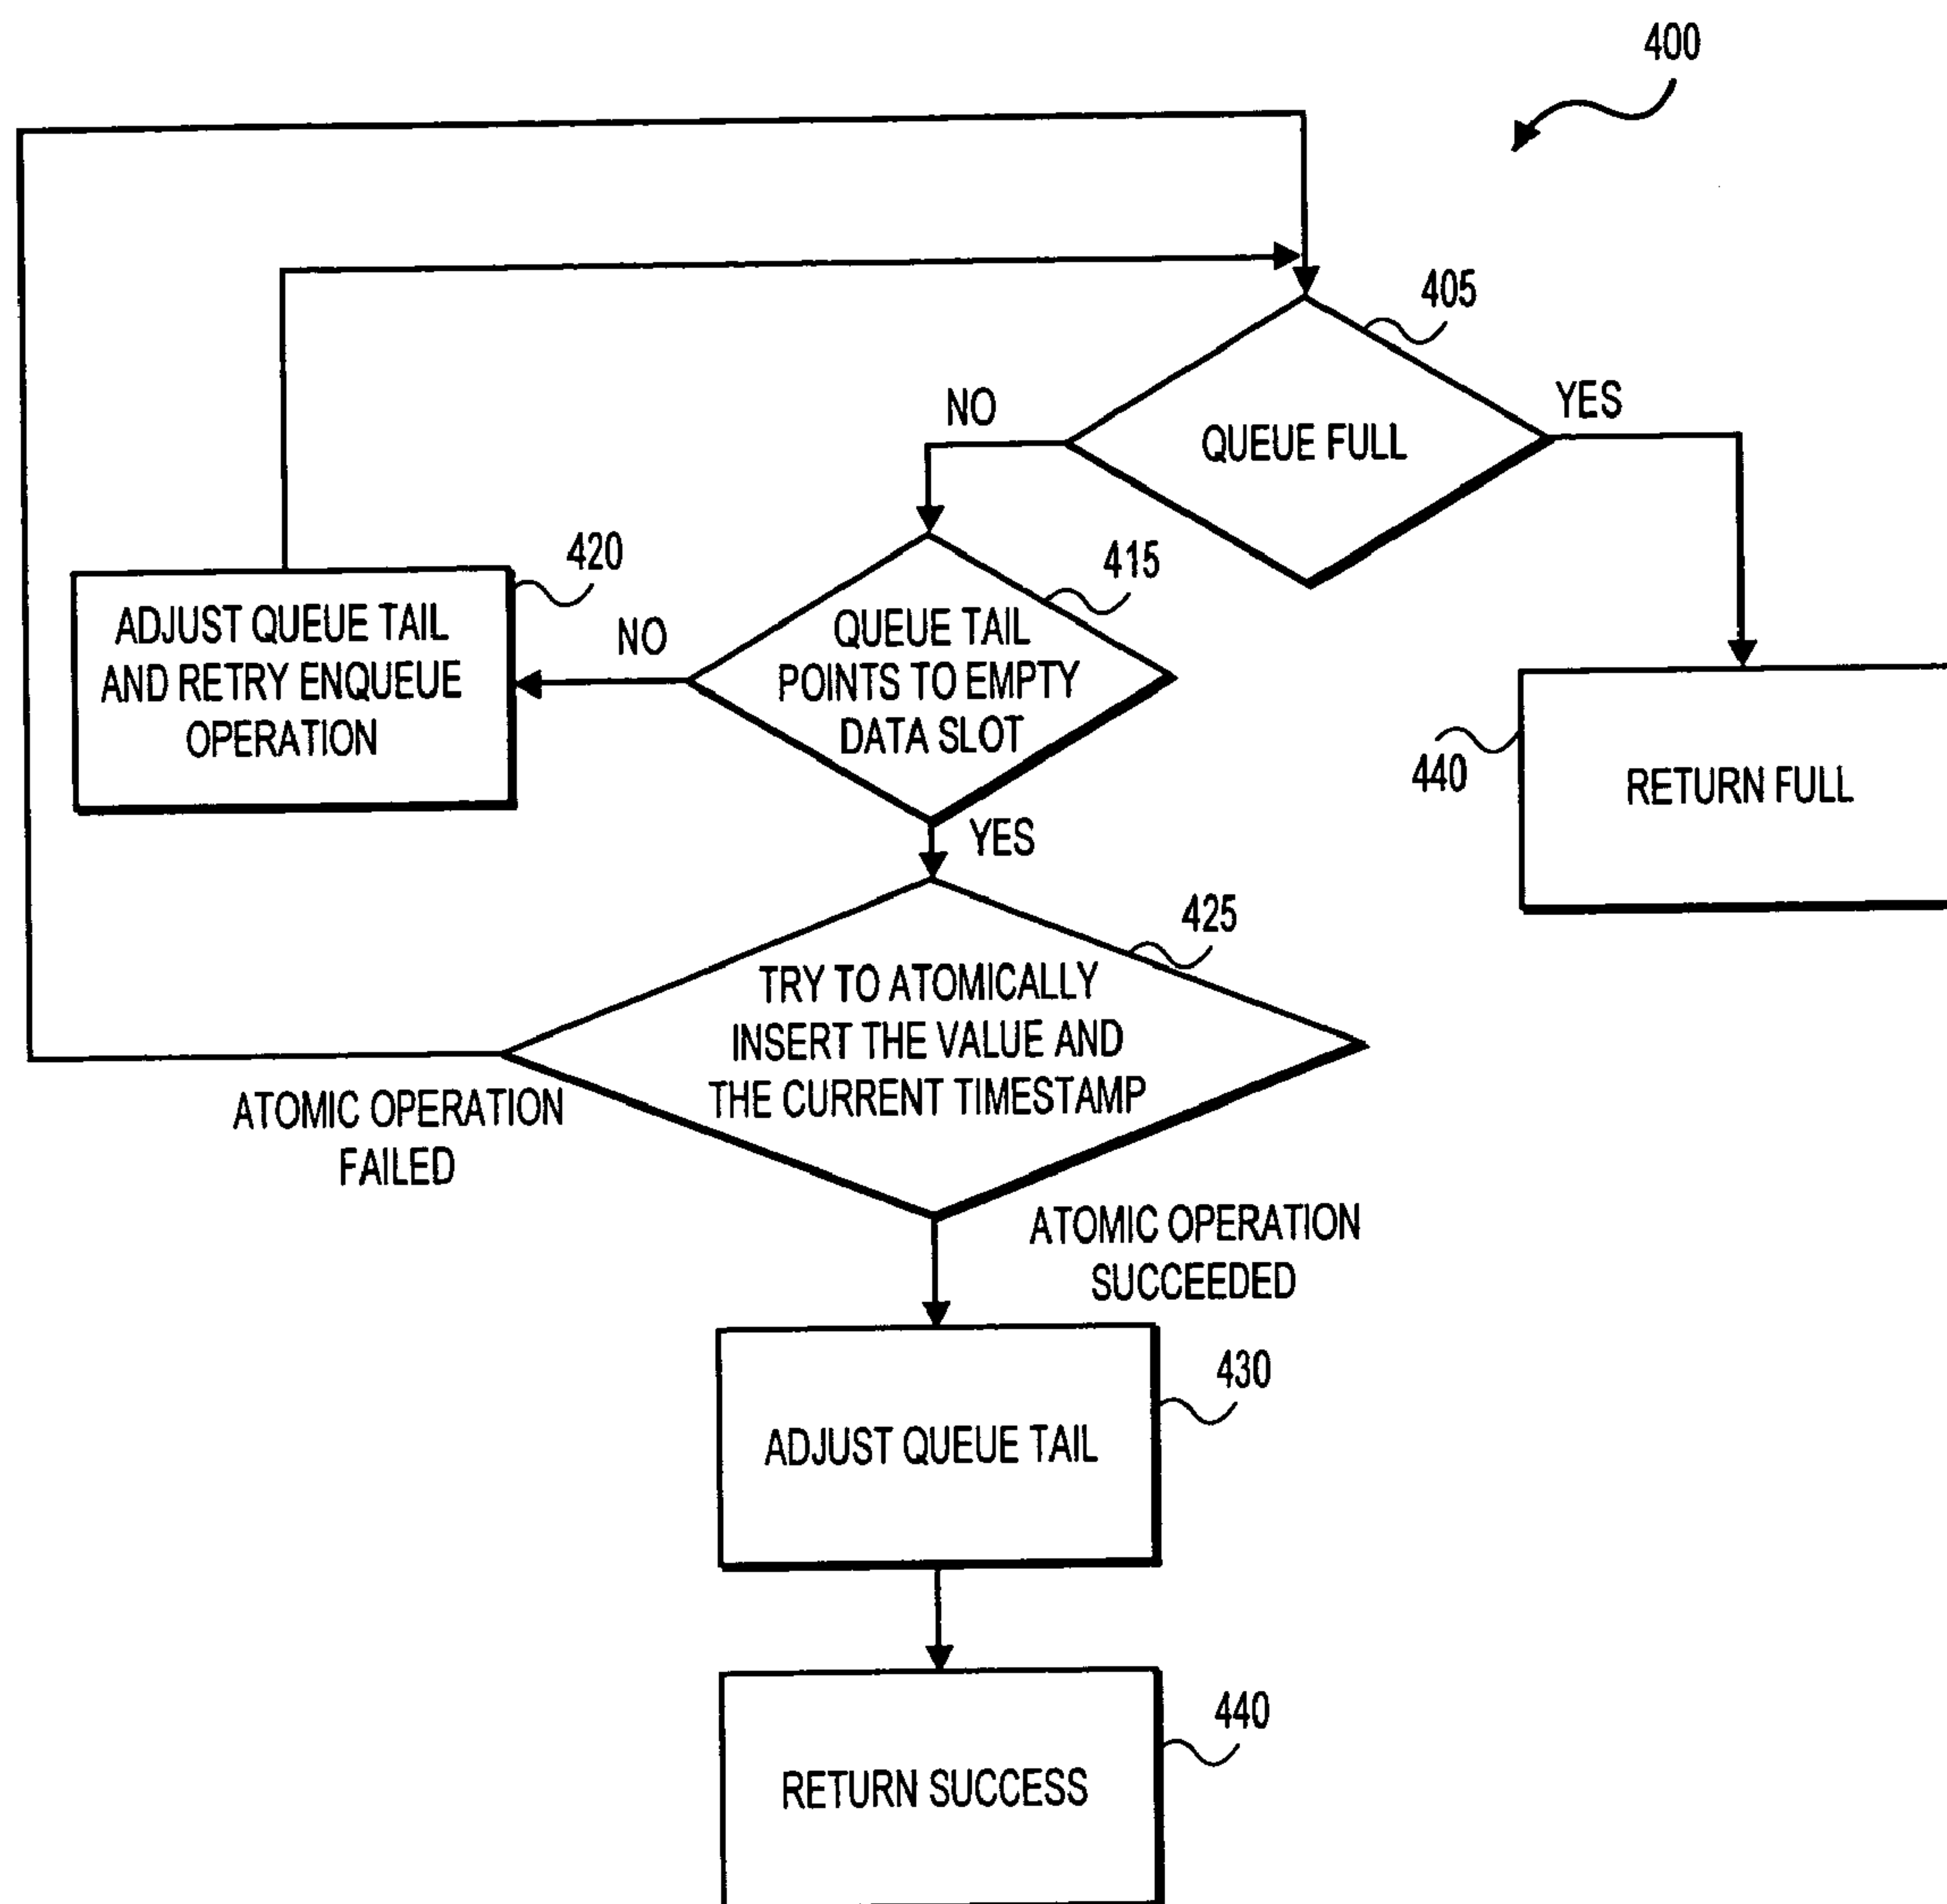 400
405
NO
YES
QUEUE FULL
420
415
ADJUST QUEUE TAIL
AND RETRY ENQUEUE
OPERATION
NO
QUEUE TAIL
POINTS TO EMPTY
DATA SLOT
440
RETURN FULL
YES
425
TRY TO ATOMICALLY
INSERT THE VALUE AND
THE CURRENT TIMESTAMP
ATOMIC OPERATION
FAILED
ATOMIC OPERATION
SUCCEEDED
430
ADJUST QUEUE TAIL
440
RETURN SUCCESS